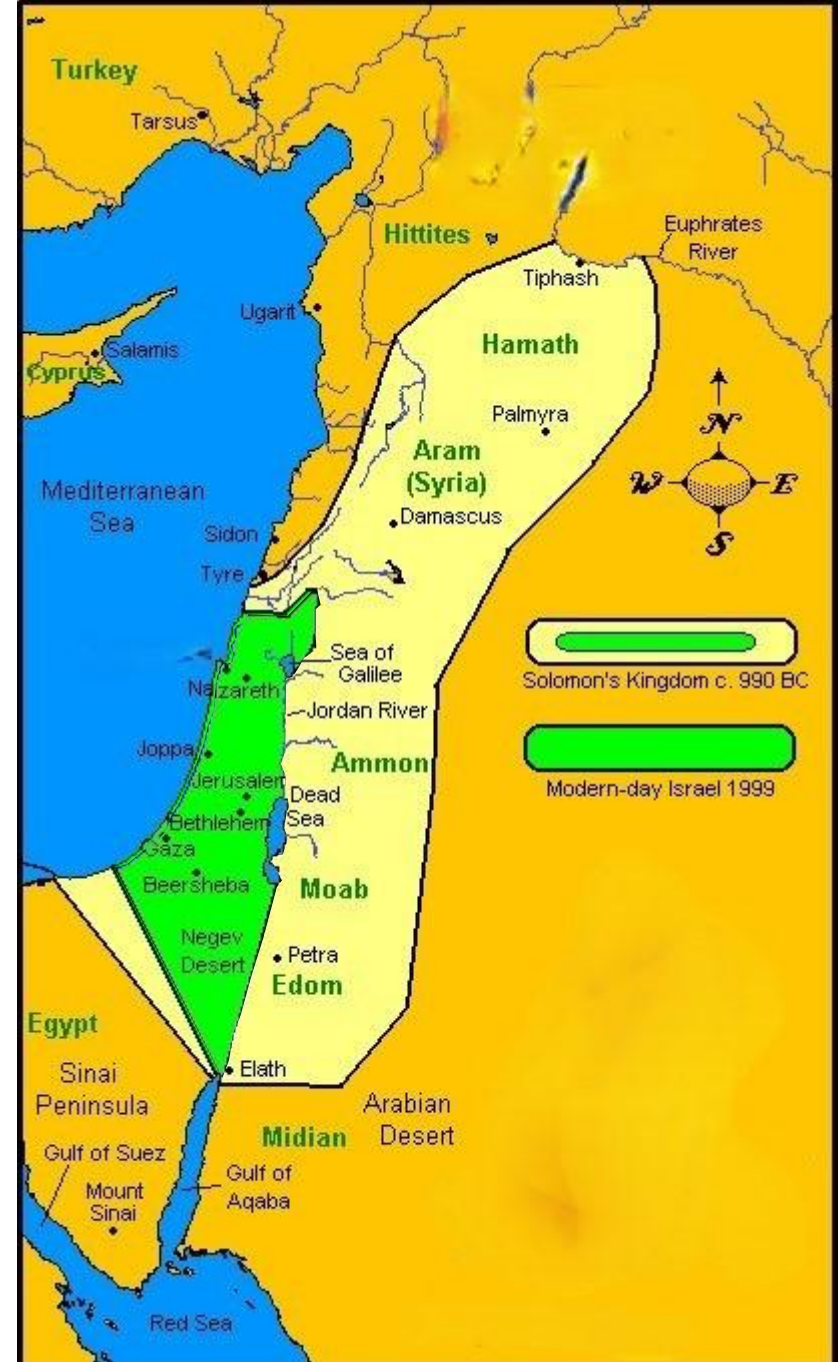 Turkey
Tarsus
Hittites
Euphrates
River
Tiphash
Ugarit
Hamath
Salamis
Cyprus
Palmyra
Aram
(Syria)
N
W
E
S
Mediterranean
Sea
Damascus
Sidon
Tyre
Sea of
Galilee
Nazareth
Solomon's Kingdom c. 990 BC
Jordan River
Joppa
Ammon
Jerusalem
Modern-day Israel 1999
Dead
Sea
Bethlehem
Gaza
Beersheba
Moab
Negev
Desert
Petra
Edom
Egypt
Elath
Sinai
Peninsula
Arabian
Desert
Midian
Gulf of Suez
Gulf of
Aqaba
Mount
Sinai
Red Sea